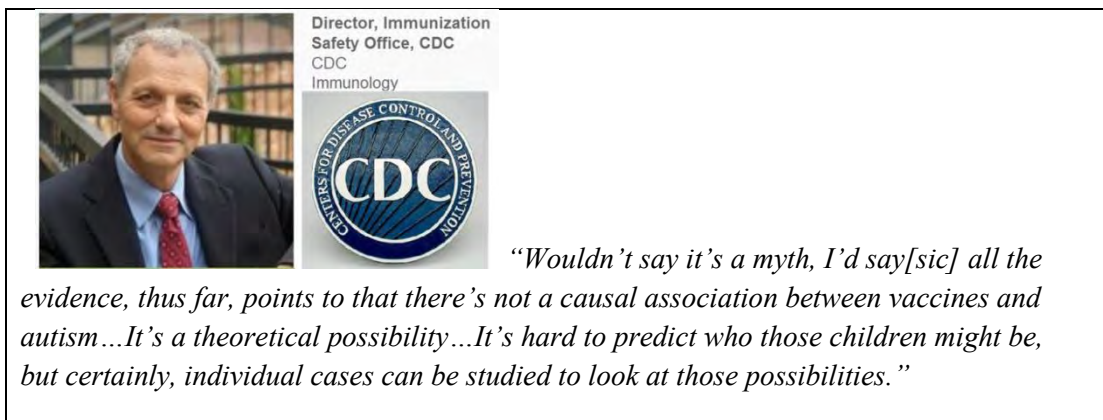 Director, Immunization
Safety Office, CDC
CDC
Immunology
CENTERS FOR DISEASE CONTROL AND PREVENTION
CDC
“Wouldn’t say it’s a myth, I’d say[sic] all the
evidence, thus far, points to that there’s not a causal association between vaccines and
autism…It’s a theoretical possibility…It’s hard to predict who those children might be,
but certainly, individual cases can be studied to look at those possibilities.”